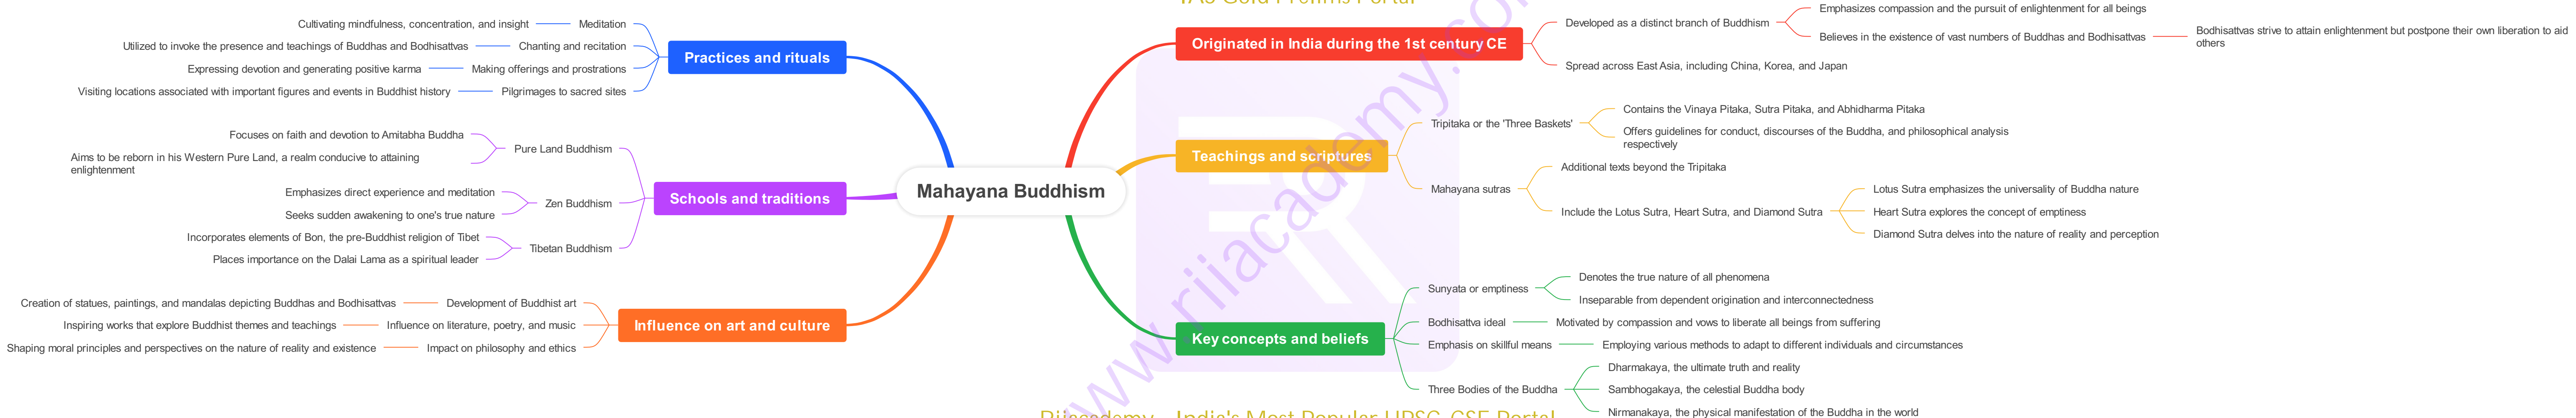 Mahayana Buddhism
Originated in India during the 1st century CE
Developed as a distinct branch of Buddhism
Emphasizes compassion and the pursuit of enlightenment for all beings
Believes in the existence of vast numbers of Buddhas and Bodhisattvas
Bodhisattvas strive to attain enlightenment but postpone their own liberation to aid
others
Spread across East Asia, including China, Korea, and Japan
Teachings and scriptures
Tripitaka or the 'Three Baskets'
Contains the Vinaya Pitaka, Sutra Pitaka, and Abhidharma Pitaka
Offers guidelines for conduct, discourses of the Buddha, and philosophical analysis
respectively
Mahayana sutras
Additional texts beyond the Tripitaka
Include the Lotus Sutra, Heart Sutra, and Diamond Sutra
Lotus Sutra emphasizes the universality of Buddha nature
Heart Sutra explores the concept of emptiness
Diamond Sutra delves into the nature of reality and perception
Key concepts and beliefs
Sunyata or emptiness
Denotes the true nature of all phenomena
Inseparable from dependent origination and interconnectedness
Bodhisattva ideal
Motivated by compassion and vows to liberate all beings from suffering
Emphasis on skillful means
Employing various methods to adapt to different individuals and circumstances
Three Bodies of the Buddha
Dharmakaya, the ultimate truth and reality
Sambhogakaya, the celestial Buddha body
Nirmanakaya, the physical manifestation of the Buddha in the world
Practices and rituals
Meditation
Cultivating mindfulness, concentration, and insight
Chanting and recitation
Utilized to invoke the presence and teachings of Buddhas and Bodhisattvas
Making offerings and prostrations
Expressing devotion and generating positive karma
Pilgrimages to sacred sites
Visiting locations associated with important figures and events in Buddhist history
Schools and traditions
Pure Land Buddhism
Focuses on faith and devotion to Amitabha Buddha
Aims to be reborn in his Western Pure Land, a realm conducive to attaining
enlightenment
Zen Buddhism
Emphasizes direct experience and meditation
Seeks sudden awakening to one's true nature
Tibetan Buddhism
Incorporates elements of Bon, the pre-Buddhist religion of Tibet
Places importance on the Dalai Lama as a spiritual leader
Influence on art and culture
Development of Buddhist art
Creation of statues, paintings, and mandalas depicting Buddhas and Bodhisattvas
Influence on literature, poetry, and music
Inspiring works that explore Buddhist themes and teachings
Impact on philosophy and ethics
Shaping moral principles and perspectives on the nature of reality and existence
www.riiacademy.co
Gold Prelims Portal
India's Most Popular UPSC-CSE Portal